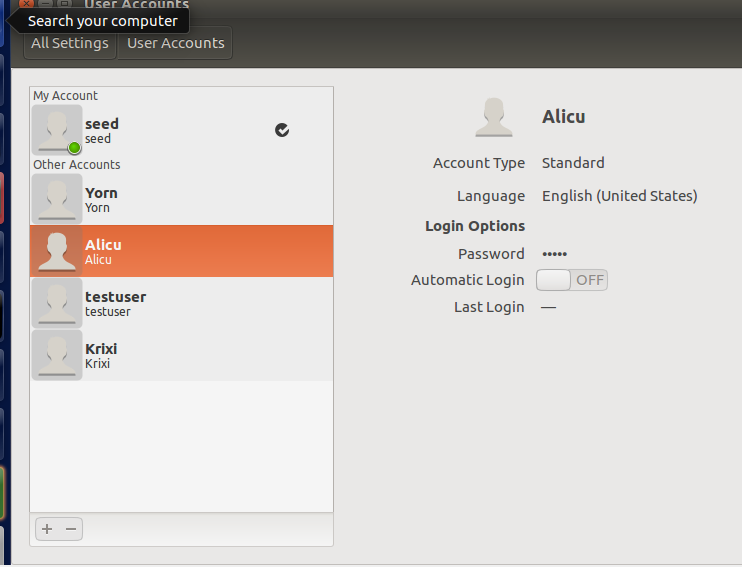 User Accounts
Search your computer
All Settings
User Accounts
My Account
seed
seed
Other Accounts
Yorn
Yorn
Alicu
Alicu
testuser
testuser
Krixi
Krixi
Alicu
Account Type Standard
Language English (United States)
Login Options
Password •••••
Automatic Login OFF
Last Login —